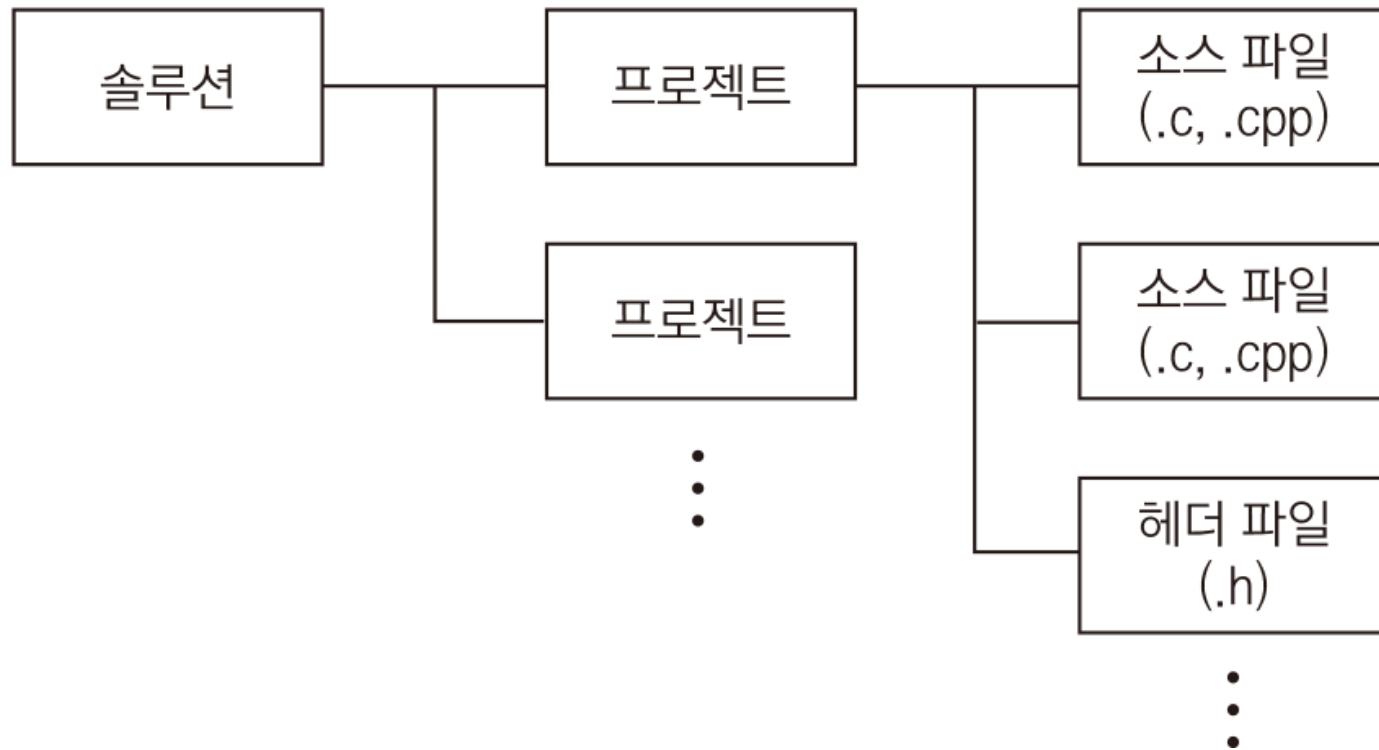 솔루션
프로젝트
소스 파일
(.c, .cpp)
프로젝트
소스 파일
(.c, .cpp)
헤더 파일
(.h)